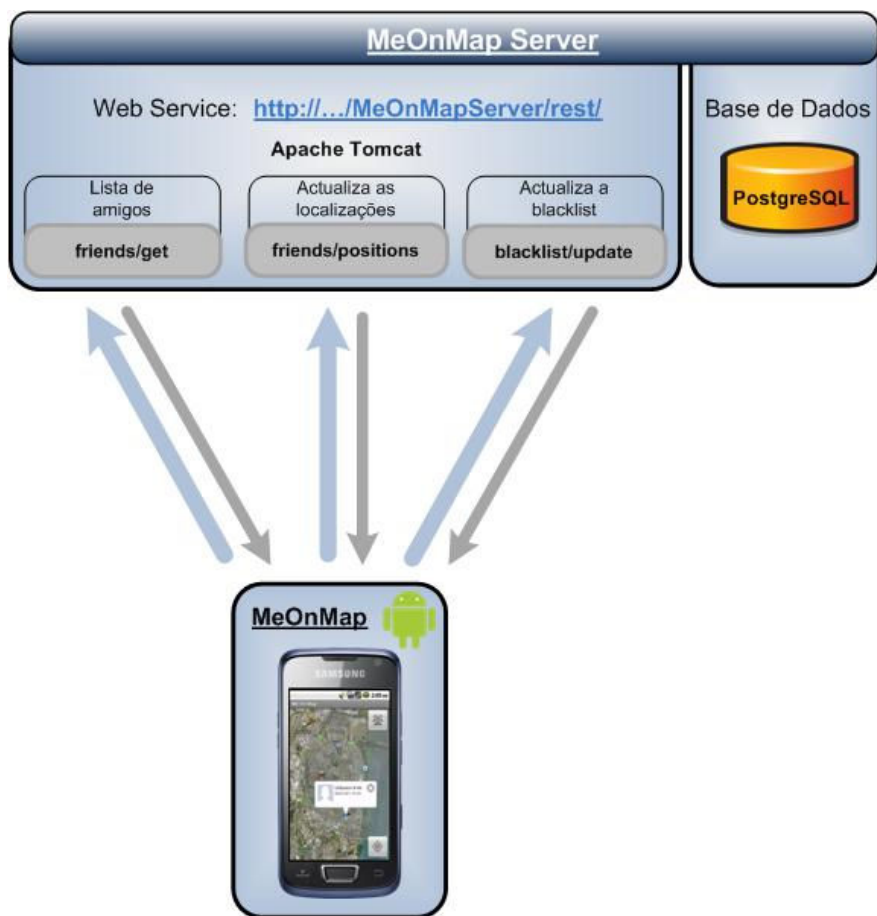 MeOnMap Server
Web Service: http://.../MeOnMapServer/rest/
Apache Tomcat
Lista de
amigos
friends/get
Actualiza as
localizações
friends/positions
Actualiza a
blacklist
blacklist/update
Base de Dados
PostgreSQL
MeOnMap
SAMSUNG